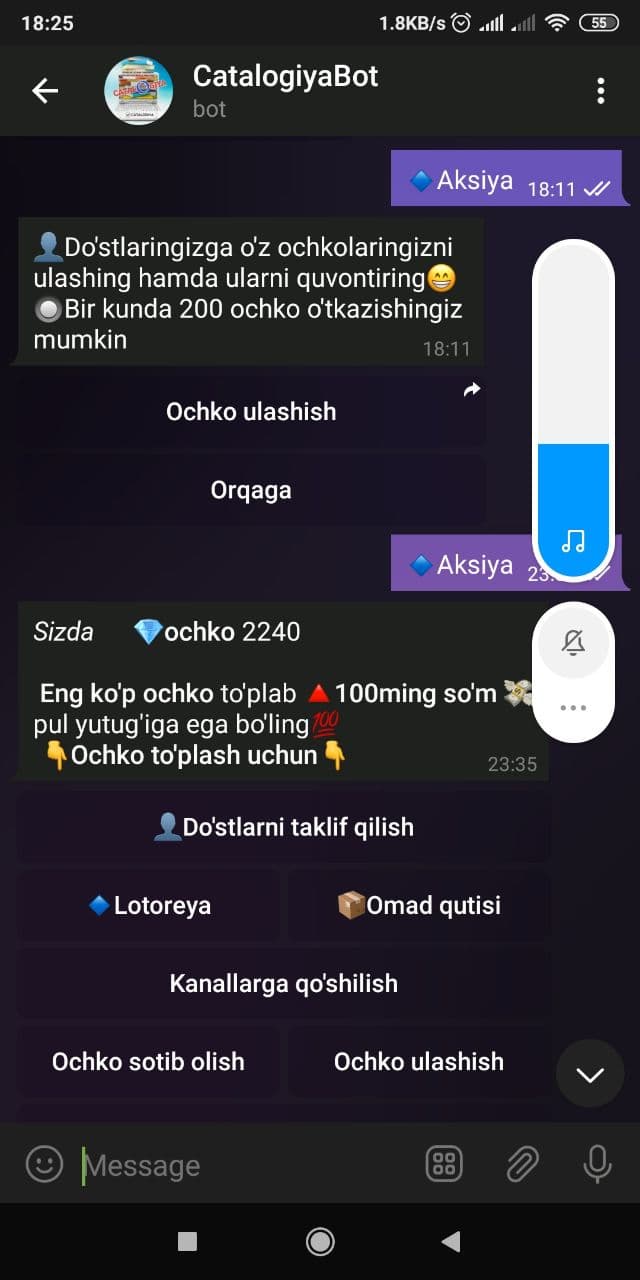 18:25
1.8KB/s
55
CatalogiyaBot
bot
🔷Aksiya 18:11
👤Do'stlaringizga o'z ochkolaringizni
ulashing hamda ularni quvontiring😁
🔘Bir kunda 200 ochko o'tkazishingiz
mumkin
18:11
Ochko ulashish
Orqaga
🔷Aksiya
Sizda 💎ochko 2240
Eng ko'p ochko to'plab 🔺100ming so'm 💸
pul yutug'iga ega bo'ling💯
👇Ochko to'plash uchun👇
23:35
👤Do'stlarni taklif qilish
🔹Lotoreya
📦Omad qutisi
Kanallarga qo'shilish
Ochko sotib olish
Ochko ulashish
Message